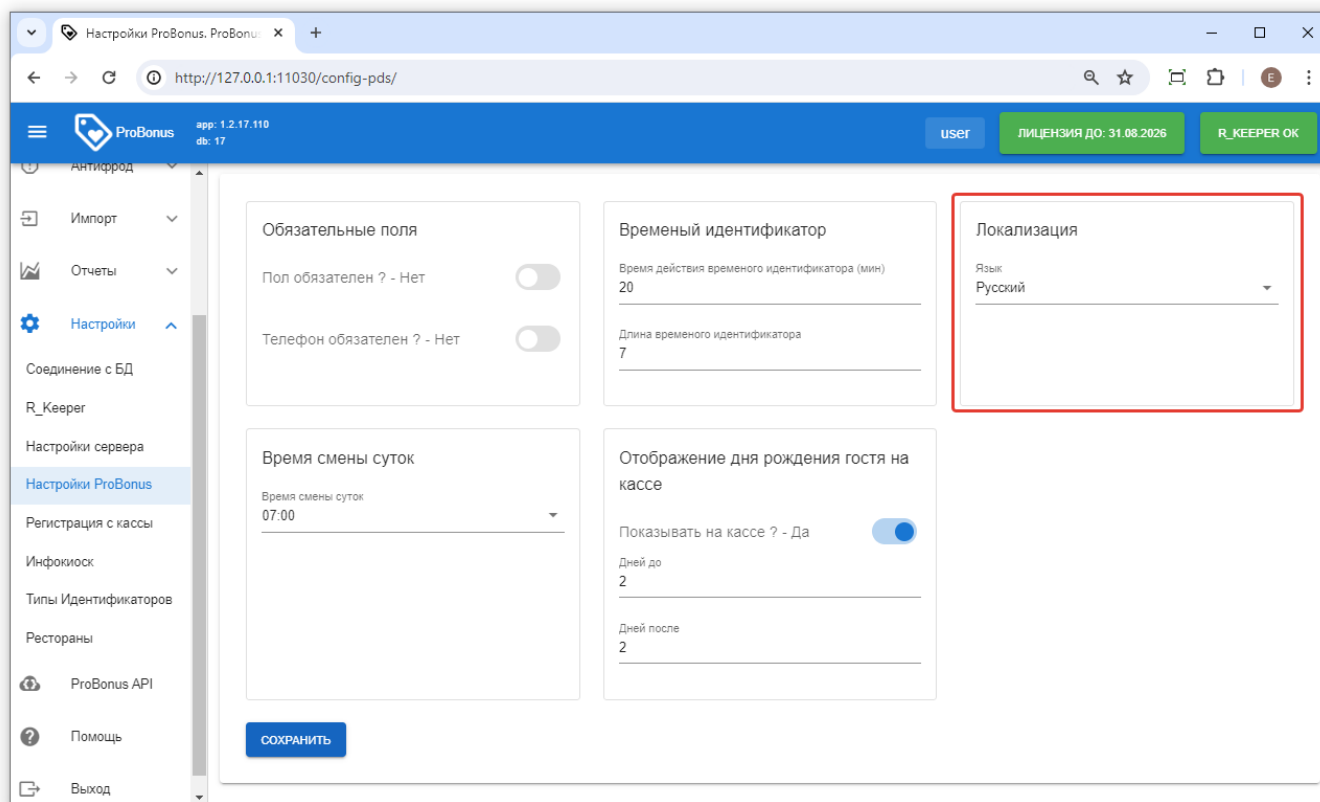 Настройки ProBonus. ProBonu
http://127.0.0.1:11030/config-pds/
E
ProBonus
app: 1.2.17.110
db: 17
user
ЛИЦЕНЗИЯ ДО: 31.08.2026
R_KEEPER OK
Антифрод
Импорт
Отчеты
Настройки
Соединение с БД
R_Keeper
Настройки сервера
Настройки ProBonus
Регистрация с кассы
Инфокиоск
Типы Идентификаторов
Рестораны
ProBonus API
Помощь
Выход
Обязательные поля
Пол обязателен ? - Нет
Телефон обязателен ? - Нет
Временый идентификатор
Время действия временого идентификатора (мин)
20
Длина временого идентификатора
7
Локализация
Язык
Русский
Время смены суток
Время смены суток
07:00
Отображение дня рождения гостя на
кассе
Показывать на кассе ? - Да
Дней до
2
Дней после
2
СОХРАНИТЬ